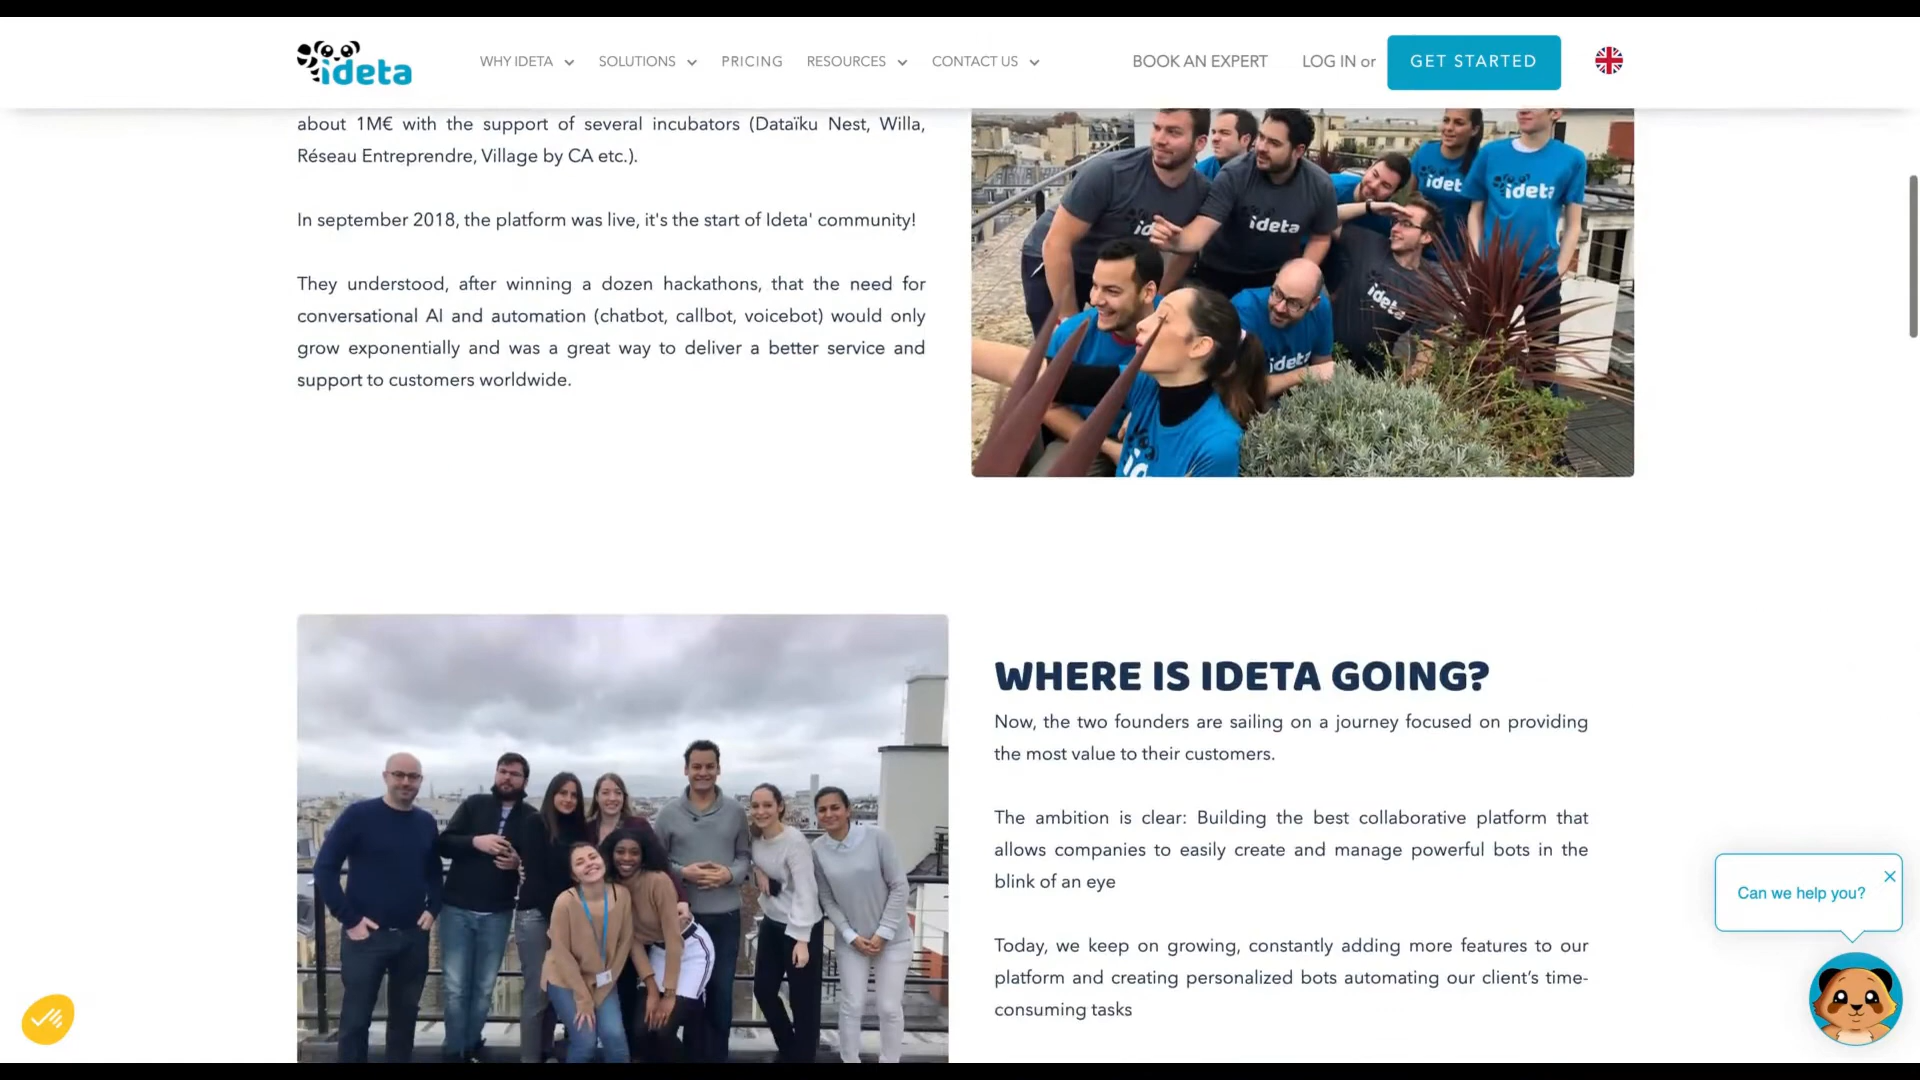 ideta
WHY IDETA
SOLUTIONS
PRICING
RESOURCES
CONTACT US
BOOK AN EXPERT
LOG IN or
GET STARTED
about 1M€ with the support of several incubators (Dataïku Nest, Willa,
Réseau Entreprendre, Village by CA etc.).
In september 2018, the platform was live, it's the start of Ideta' community!
They understood, after winning a dozen hackathons, that the need for
conversational AI and automation (chatbot, callbot, voicebot) would only
grow exponentially and was a great way to deliver a better service and
support to customers worldwide.
idet
ideta
ideta
ideta
ideta
WHERE IS IDETA GOING?
Now, the two founders are sailing on a journey focused on providing
the most value to their customers.
The ambition is clear: Building the best collaborative platform that
allows companies to easily create and manage powerful bots in the
blink of an eye
Today, we keep on growing, constantly adding more features to our
platform and creating personalized bots automating our client’s time-
consuming tasks
Can we help you?